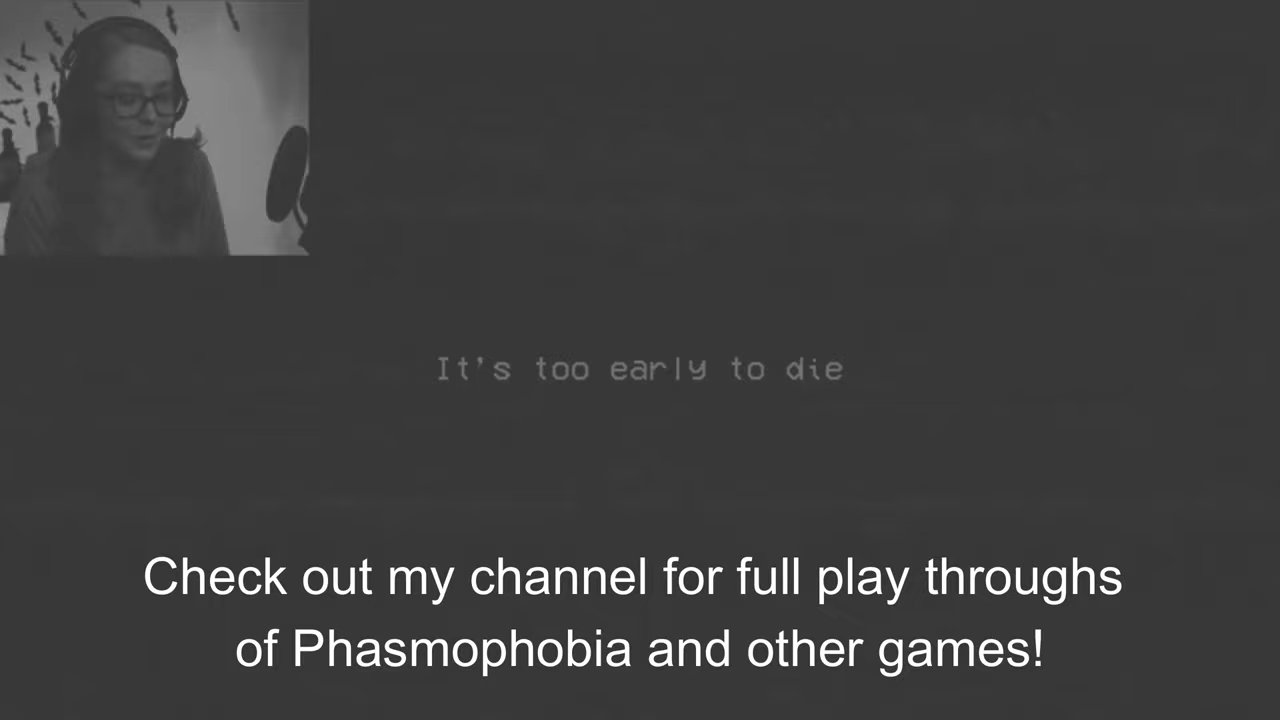 It's too early to die
Check out my channel for full play throughs
of Phasmophobia and other games!